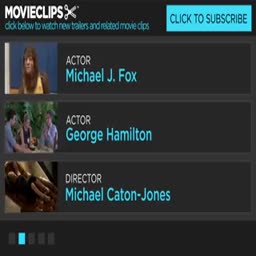 MOVIECLIPS
click below to watch new trailers and related movie clips
CLICK TO SUBSCRIBE
ACTOR
Michael J. Fox
ACTOR
George Hamilton
DIRECTOR
Michael Caton-Jones